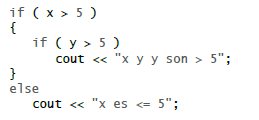 if ( x > 5 )
{
if ( y > 5 )
cout << "x y y son > 5";
}
else
cout << "x es <= 5";